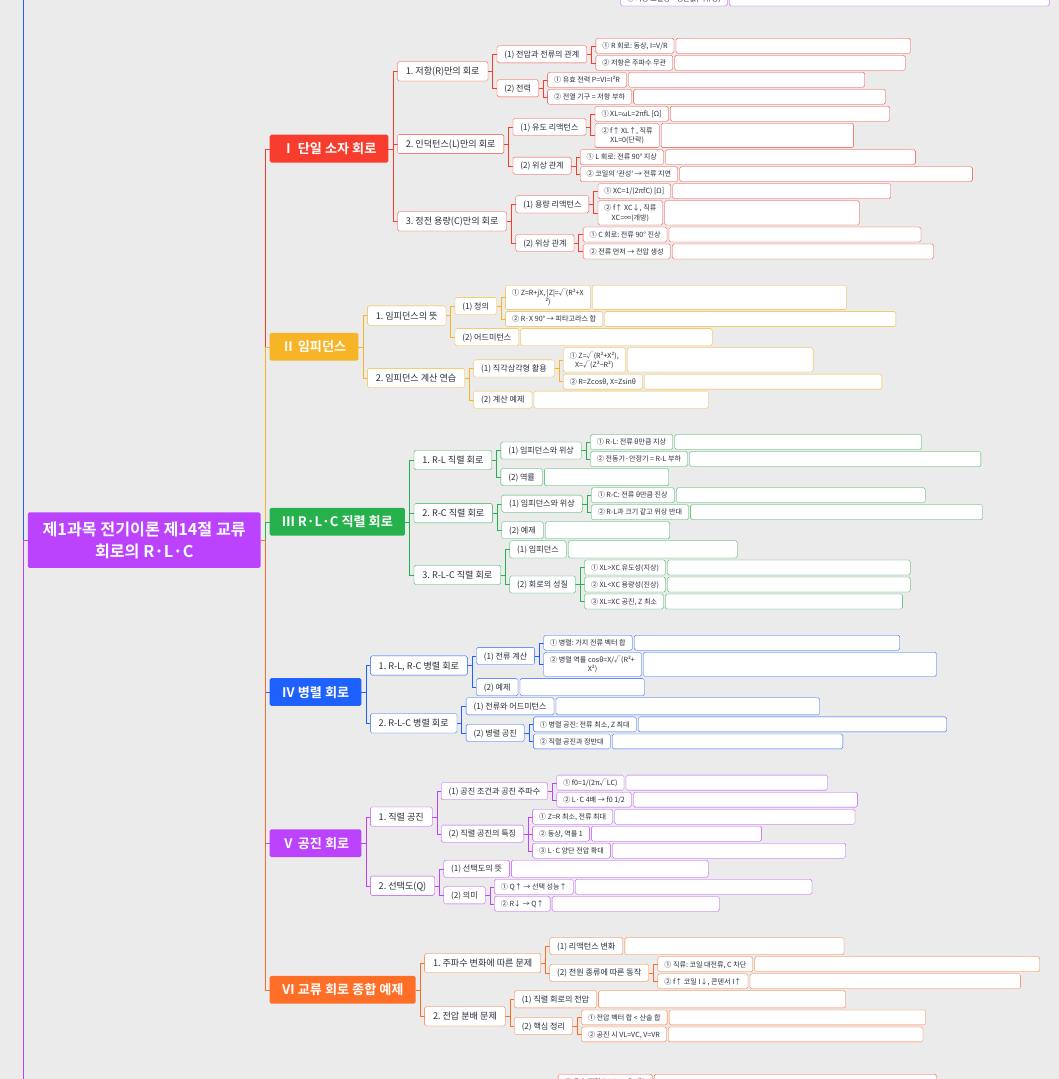 제1과목 전기이론 제14절 교류
회로의 R·L·C
I 단일 소자 회로
1. 저항(R)만의 회로
(1) 전압과 전류의 관계
① R 회로: 동상, I=V/R
② 저항은 주파수 무관
(2) 전력
① 유효 전력 P=VI=I²R
② 전열 기구 = 저항 부하
2. 인덕턴스(L)만의 회로
(1) 유도 리액턴스
① XL=ωL=2πfL [Ω]
② f↑ XL↑, 직류
XL=0(단락)
(2) 위상 관계
① L 회로: 전류 90° 지상
② 코일의 '관성' → 전류 지연
3. 정전 용량(C)만의 회로
(1) 용량 리액턴스
① XC=1/(2πfC) [Ω]
② f↑ XC↓, 직류
XC=∞(개방)
(2) 위상 관계
① C 회로: 전류 90° 진상
② 전류 먼저 → 전압 생성
II 임피던스
1. 임피던스의 뜻
(1) 정의
① Z=R+jX, |Z|=√(R²+X
²)
② R·X 90° → 피타고라스 합
(2) 어드미턴스
2. 임피던스 계산 연습
(1) 직각삼각형 활용
① Z=√(R²+X²),
X=√(Z²−R²)
② R=Zcosθ, X=Zsinθ
(2) 계산 예제
III R·L·C 직렬 회로
1. R-L 직렬 회로
(1) 임피던스와 위상
① R-L: 전류 θ만큼 지상
② 전동기·안정기 = R-L 부하
(2) 역률
2. R-C 직렬 회로
(1) 임피던스와 위상
① R-C: 전류 θ만큼 진상
② R-L과 크기 같고 위상 반대
(2) 예제
3. R-L-C 직렬 회로
(1) 임피던스
(2) 회로의 성질
① XL>XC 유도성(지상)
② XL<XC 용량성(진상)
③ XL=XC 공진, Z 최소
IV 병렬 회로
1. R-L, R-C 병렬 회로
(1) 전류 계산
① 병렬: 가지 전류 벡터 합
② 병렬 역률 cosθ=X/√(R²+
X²)
(2) 예제
2. R-L-C 병렬 회로
(1) 전류와 어드미턴스
(2) 병렬 공진
① 병렬 공진: 전류 최소, Z 최대
② 직렬 공진과 정반대
V 공진 회로
1. 직렬 공진
(1) 공진 조건과 공진 주파수
① f0=1/(2π√LC)
② L·C 4배 → f0 1/2
(2) 직렬 공진의 특징
① Z=R 최소, 전류 최대
② 동상, 역률 1
③ L·C 양단 전압 확대
2. 선택도(Q)
(1) 선택도의 뜻
(2) 의미
① Q↑ → 선택 성능↑
② R↓ → Q↑
VI 교류 회로 종합 예제
1. 주파수 변화에 따른 문제
(1) 리액턴스 변화
(2) 전원 종류에 따른 동작
① 직류: 코일 대전류, C 차단
② f↑ 코일 I↓, 콘덴서 I↑
2. 전압 분배 문제
(1) 직렬 회로의 전압
(2) 핵심 정리
① 전압 벡터 합 < 산술 합
② 공진 시 VL=VC, V=VR